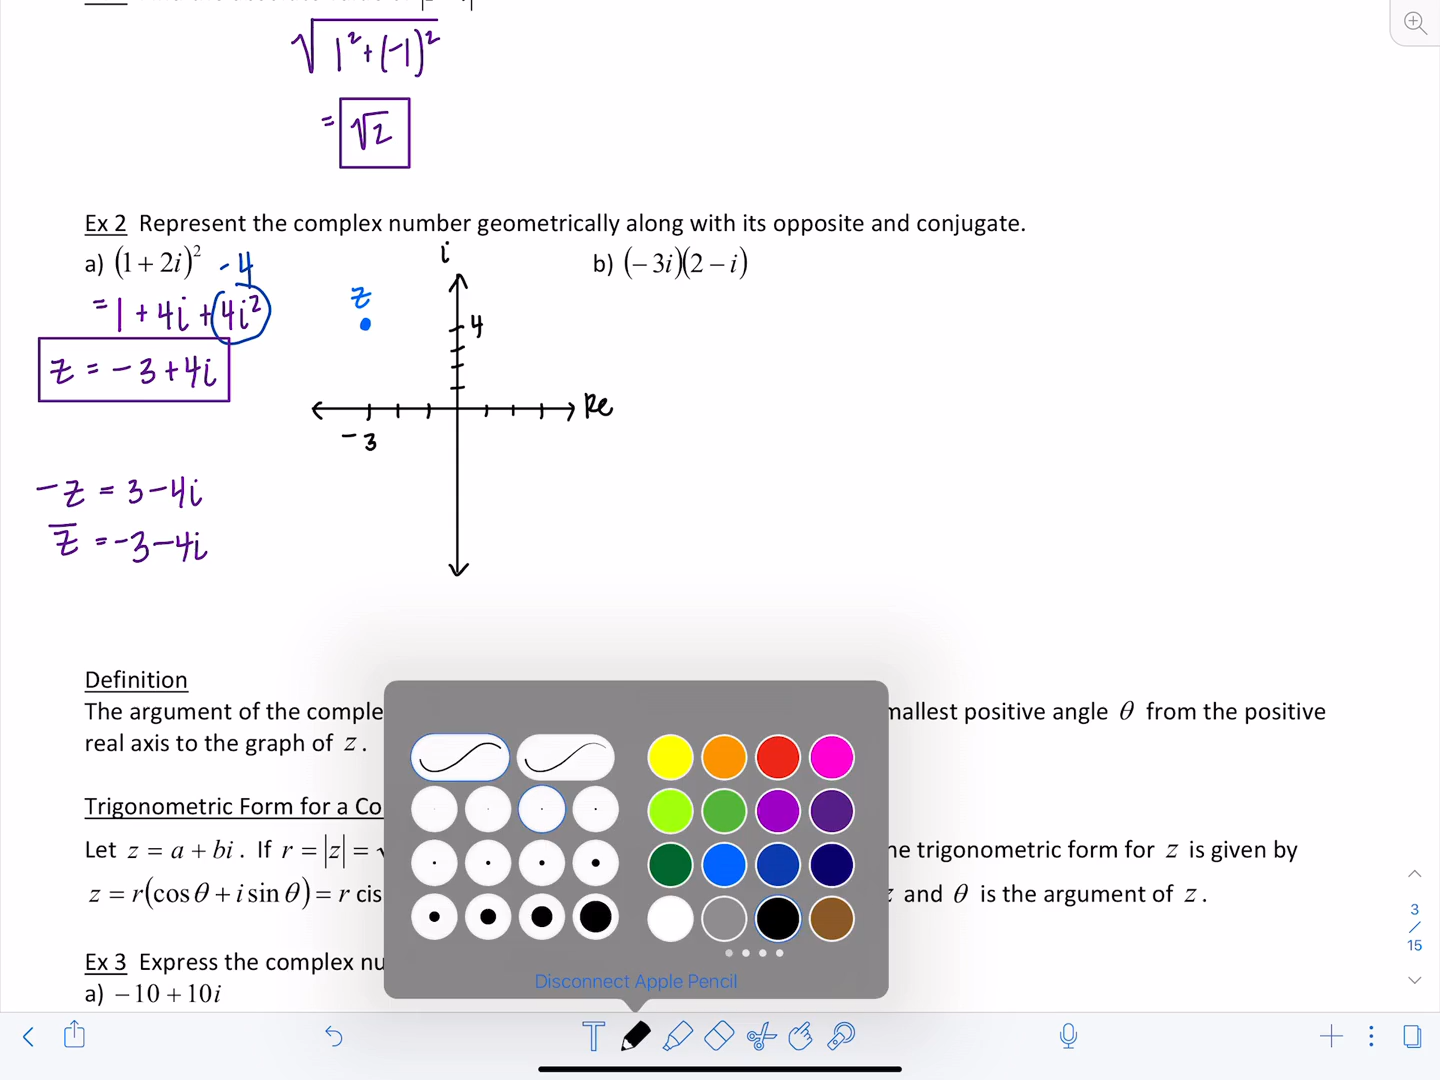 √1² + (-1)²
= √2
Ex 2 Represent the complex number geometrically along with its opposite and conjugate.
a) (1 + 2i)² -4
= 1 + 4i + 4i²
z = -3 + 4i
-z = 3 - 4i
z̅ = -3 - 4i
i
z
4
Re
-3
b) (−3i)(2 − i)
Definition
The argument of the comple
mallest positive angle θ from the positive
real axis to the graph of z.
Trigonometric Form for a Co
Let z = a + bi. If r = |z| =
he trigonometric form for z is given by
z = r(cos θ + i sin θ) = r cis
and θ is the argument of z.
Ex 3 Express the complex nu
a) −10 + 10i
Disconnect Apple Pencil
3
/
15
T